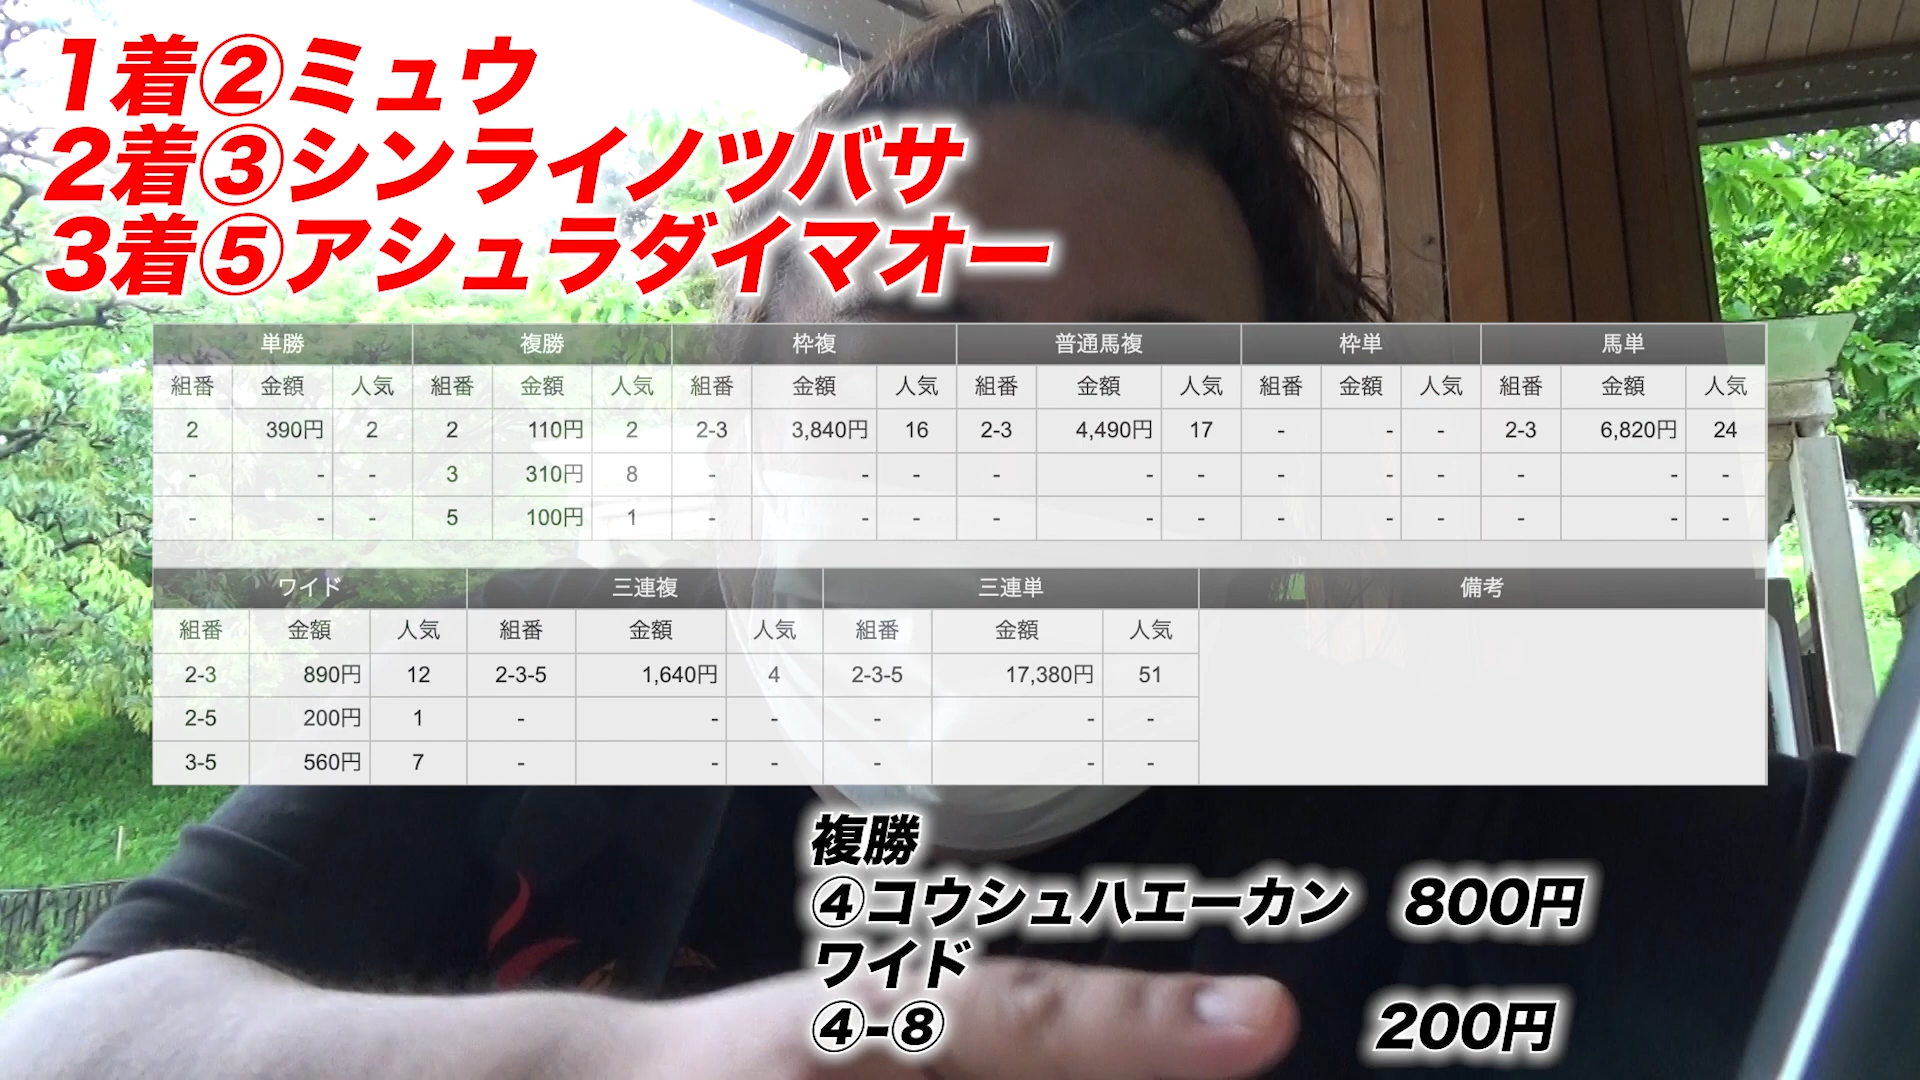 1着②ミュウ
2着③シンライノツバサ
3着⑤アシュラダイマオー
単勝 複勝 枠複 普通馬複 枠単 馬単
組番 金額 人気 組番 金額 人気 組番 金額 人気 組番 金額 人気 組番 金額 人気 組番 金額 人気
2 390円 2 2 110円 2 2-3 3,840円 16 2-3 4,490円 17 - - - 2-3 6,820円 24
- - - 3 310円 8 - - - - - - - - - - - -
- - - 5 100円 1 - - - - - - - - - - - -
ワイド 三連複 三連単 備考
組番 金額 人気 組番 金額 人気 組番 金額 人気
2-3 890円 12 2-3-5 1,640円 4 2-3-5 17,380円 51
2-5 200円 1 - - - - - -
3-5 560円 7 - - - - - -
複勝
④コウシュハエーカン 800円
ワイド
④-⑧ 200円